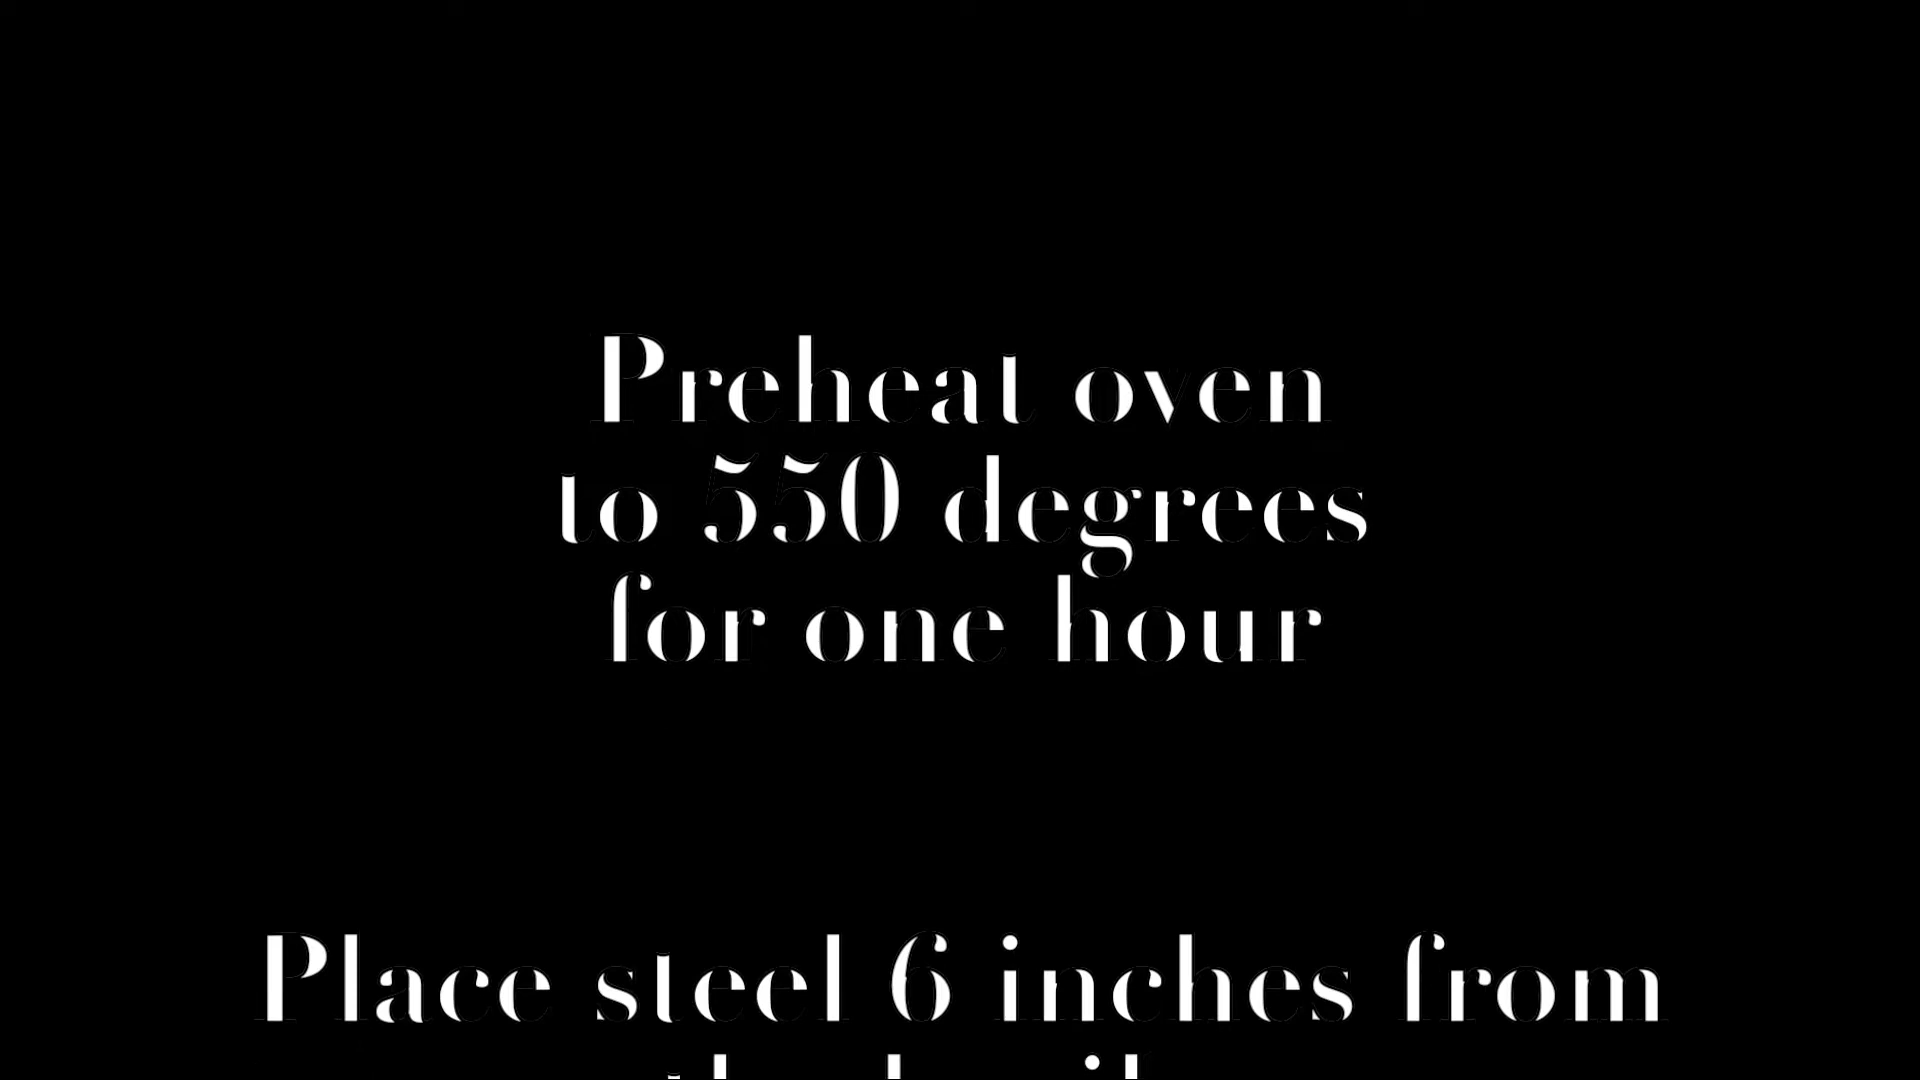 Preheat oven
to 550 degrees
for one hour
Place steel 6 inches from